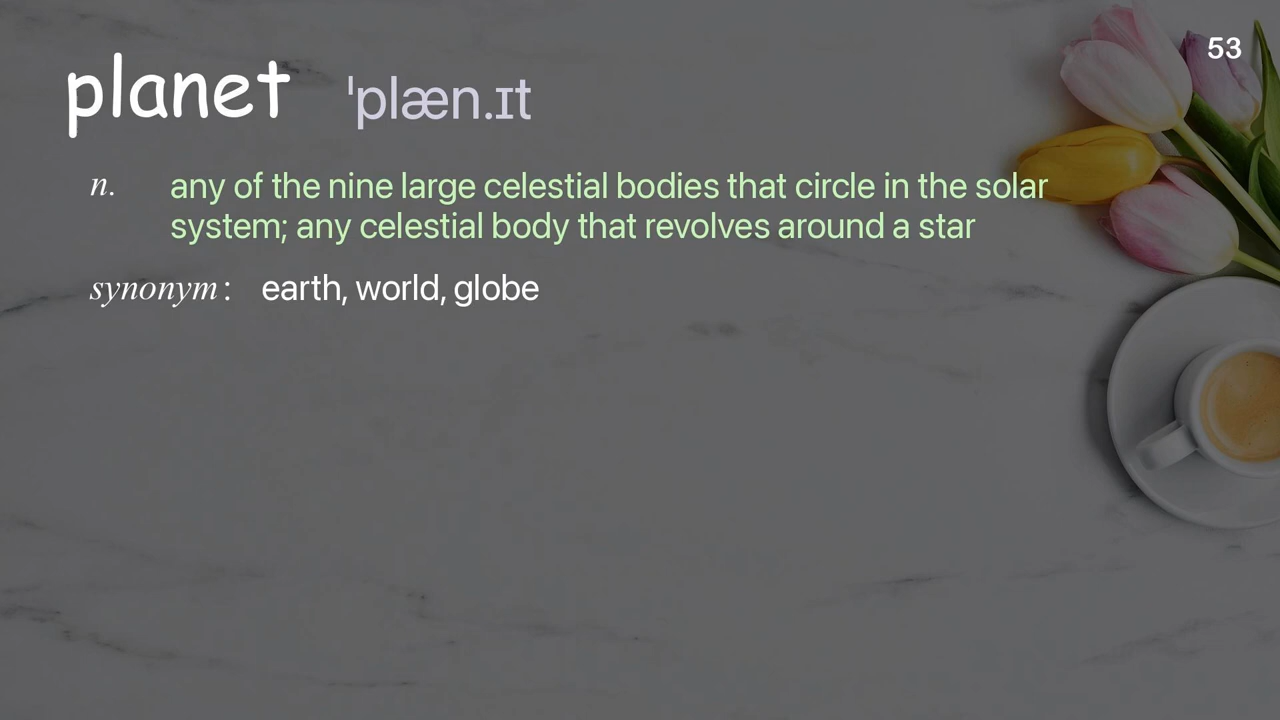 53
planet ˈplæn.ɪt
n. any of the nine large celestial bodies that circle in the solar
system; any celestial body that revolves around a star
synonym: earth, world, globe